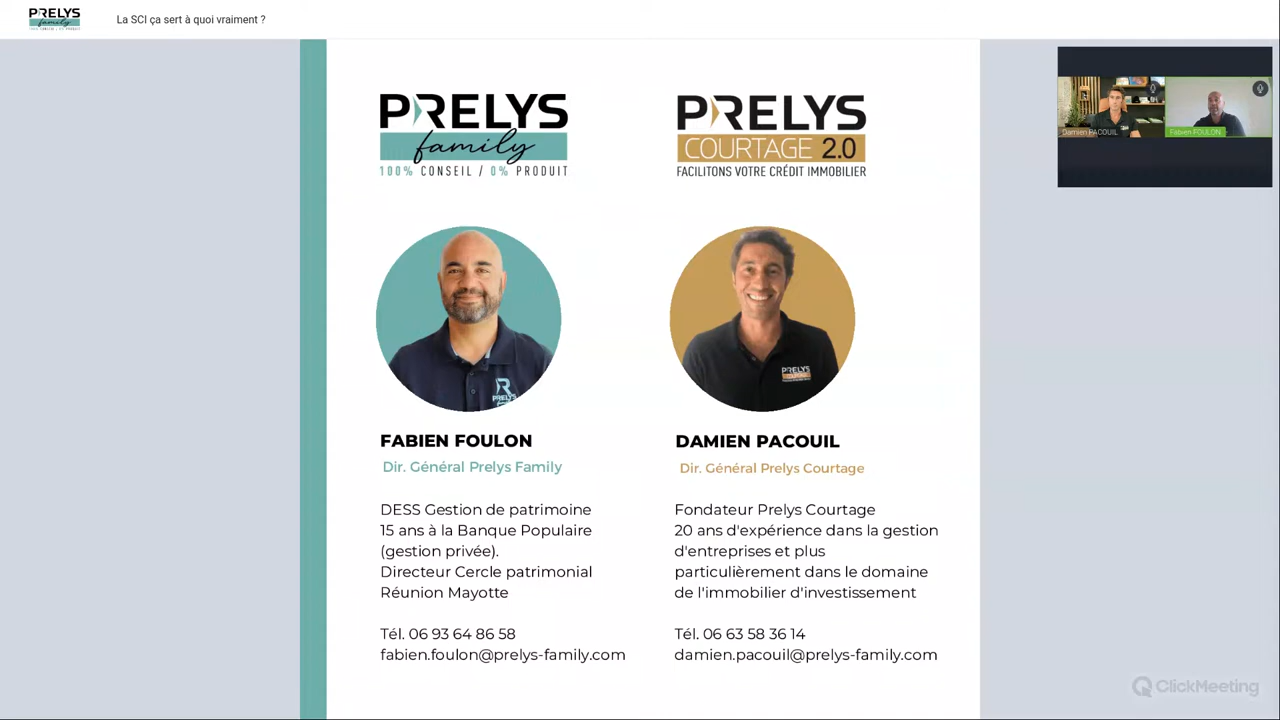 PRELYS
family
La SCI ça sert à quoi vraiment ?
Damien PACOUIL
Fabien FOULON
PRELYS
family
100% CONSEIL / 0% PRODUIT
PRELYS
COURTAGE 2.0
FACILITONS VOTRE CRÉDIT IMMOBILIER
PRELYS
PRELYS
FABIEN FOULON
Dir. Général Prelys Family
DESS Gestion de patrimoine
15 ans à la Banque Populaire
(gestion privée).
Directeur Cercle patrimonial
Réunion Mayotte
Tél. 06 93 64 86 58
fabien.foulon@prelys-family.com
DAMIEN PACOUIL
Dir. Général Prelys Courtage
Fondateur Prelys Courtage
20 ans d'expérience dans la gestion
d'entreprises et plus
particulièrement dans le domaine
de l'immobilier d'investissement
Tél. 06 63 58 36 14
damien.pacouil@prelys-family.com
ClickMeeting